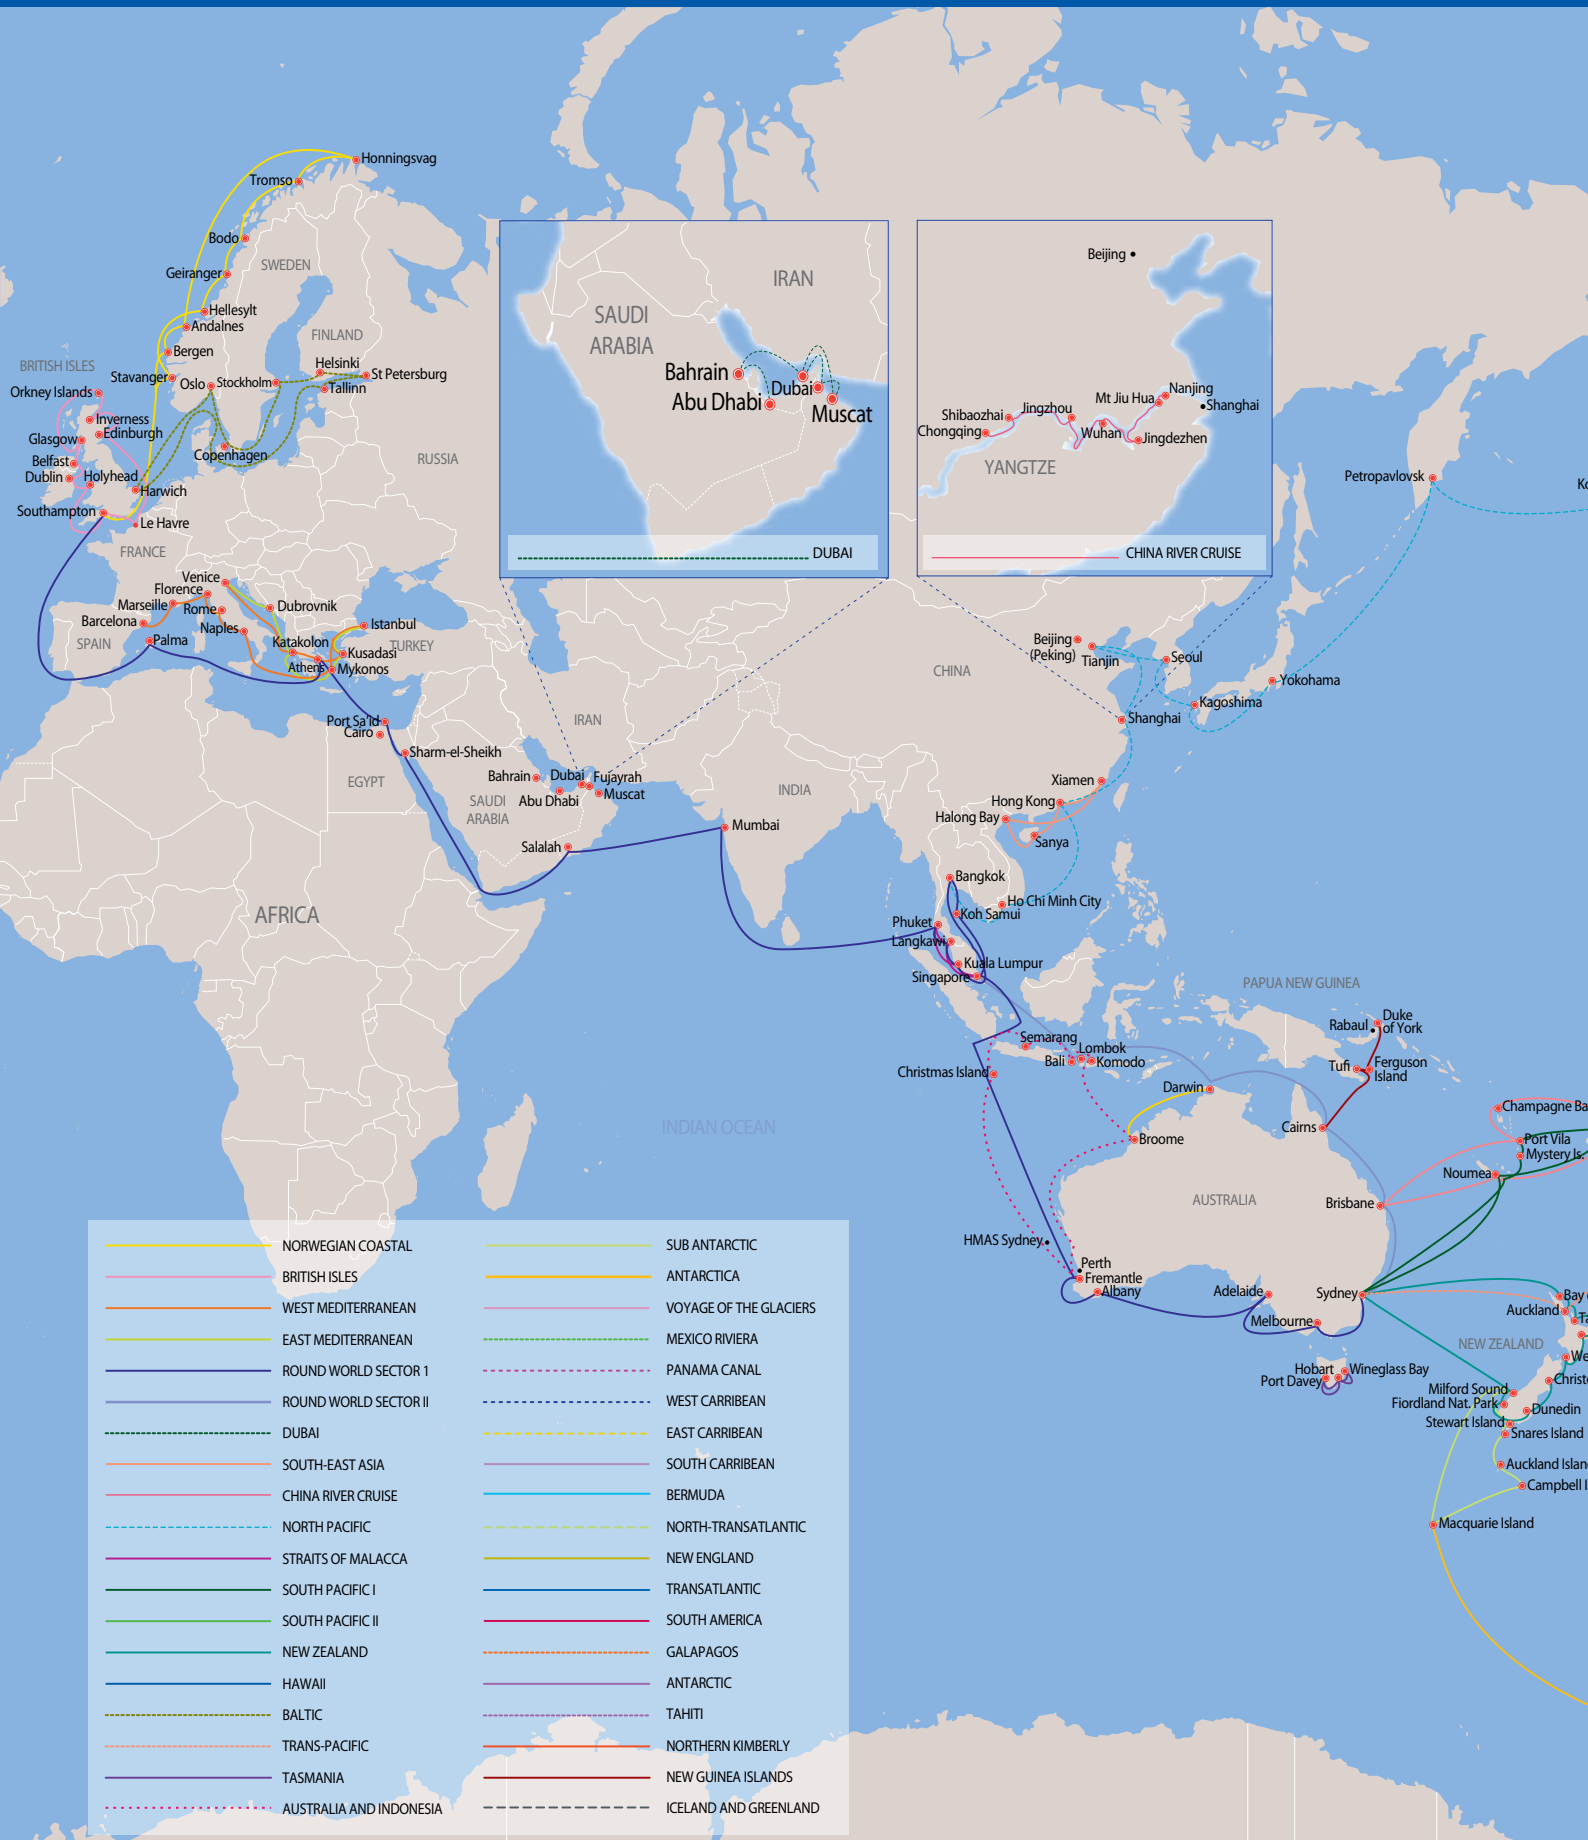 Honningsvag
Tromso
Bodo
SWEDEN
Geiranger
Hellesylt
Andalnes
FINLAND
Bergen
Helsinki
BRITISH ISLES
Stavanger
Oslo
Stockholm
St Petersburg
Orkney Islands
Tallinn
Inverness
Edinburgh
Glasgow
Copenhagen
RUSSIA
Belfast
Dublin
Holyhead
Harwich
Southampton
Le Havre
FRANCE
Venice
Florence
Marseille
Rome
Dubrovnik
Barcelona
Naples
Istanbul
SPAIN
Palma
Katakolon
TURKEY
Kusadasi
Athens
Mykonos
IRAN
SAUDI
ARABIA
Bahrain
Abu Dhabi
Dubai
Muscat
DUBAI
Beijing
Nanjing
Mt Jiu Hua
Shanghai
Shibaozhai
Jingzhou
Chongqing
Wuhan
Jingdezhen
YANGTZE
CHINA RIVER CRUISE
Petropavlovsk
Ko
Beijing
(Peking)
Tianjin
Seoul
CHINA
Yokohama
Kagoshima
Shanghai
Port Sa'id
Cairo
IRAN
Sharm-el-Sheikh
EGYPT
Bahrain
Dubai
Fujayrah
Abu Dhabi
Muscat
SAUDI
ARABIA
INDIA
Xiamen
Hong Kong
Halong Bay
Mumbai
Salalah
Sanya
Bangkok
AFRICA
Ho Chi Minh City
Koh Samui
Phuket
Langkawi
Kuala Lumpur
Singapore
PAPUA NEW GUINEA
Duke
of York
Rabaul
Semarang
Lombok
Bali
Komodo
Tufi
Ferguson
Island
Christmas Island
Darwin
Champagne Ba
INDIAN OCEAN
Cairns
Broome
Port Vila
Mystery Is.
Noumea
AUSTRALIA
Brisbane
HMAS Sydney
Perth
Fremantle
Albany
Adelaide
Sydney
Bay
Auckland
Ta
Melbourne
NEW ZEALAND
We
Hobart
Wineglass Bay
Port Davey
Christ
Milford Sound
Fiordland Nat. Park
Dunedin
Stewart Island
Snares Island
Auckland Islan
Campbell I
Macquarie Island
NORWEGIAN COASTAL
BRITISH ISLES
WEST MEDITERRANEAN
EAST MEDITERRANEAN
ROUND WORLD SECTOR 1
ROUND WORLD SECTOR II
DUBAI
SOUTH-EAST ASIA
CHINA RIVER CRUISE
NORTH PACIFIC
STRAITS OF MALACCA
SOUTH PACIFIC I
SOUTH PACIFIC II
NEW ZEALAND
HAWAII
BALTIC
TRANS-PACIFIC
TASMANIA
AUSTRALIA AND INDONESIA
SUB ANTARCTIC
ANTARCTICA
VOYAGE OF THE GLACIERS
MEXICO RIVIERA
PANAMA CANAL
WEST CARRIBEAN
EAST CARRIBEAN
SOUTH CARRIBEAN
BERMUDA
NORTH-TRANSATLANTIC
NEW ENGLAND
TRANSATLANTIC
SOUTH AMERICA
GALAPAGOS
ANTARCTIC
TAHITI
NORTHERN KIMBERLY
NEW GUINEA ISLANDS
ICELAND AND GREENLAND